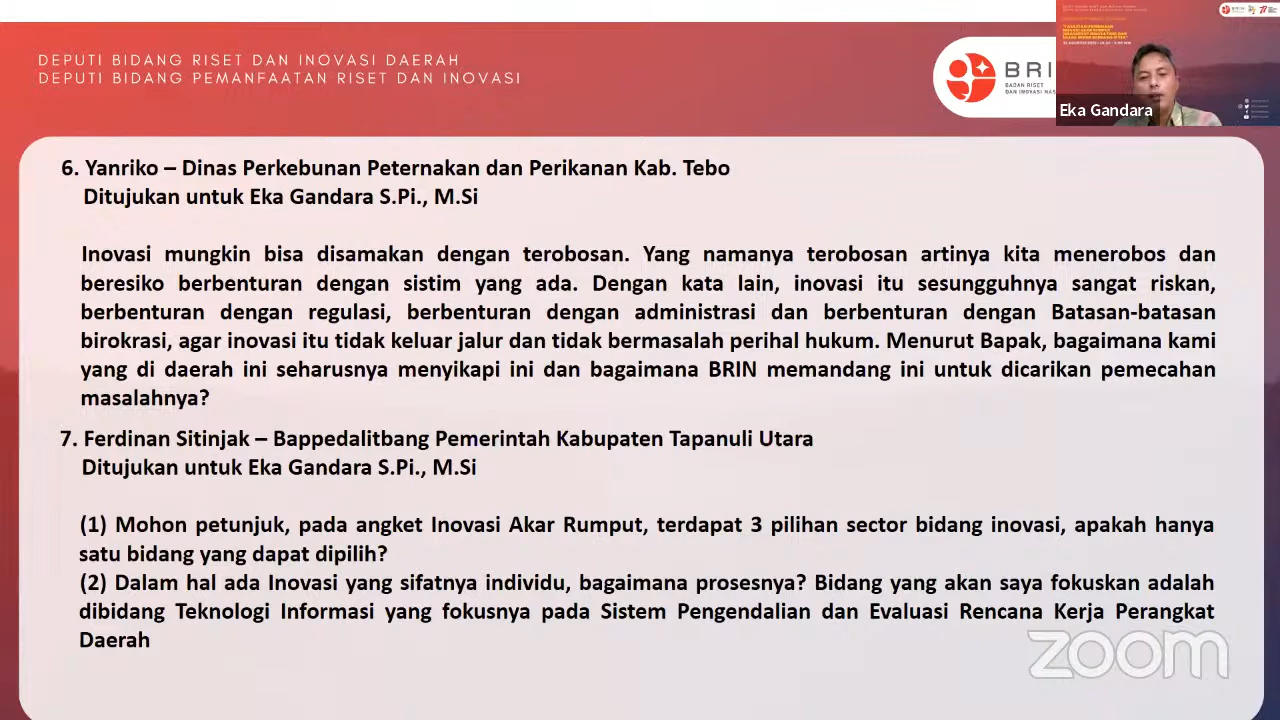 DEPUTI BIDANG RISET DAN INOVASI DAERAH
DEPUTI BIDANG PEMANFAATAN RISET DAN INOVASI
BRI
BADAN RISET
DAN INOVASI NAS
Eka Gandara
6. Yanriko – Dinas Perkebunan Peternakan dan Perikanan Kab. Tebo
Ditujukan untuk Eka Gandara S.Pi., M.Si
Inovasi mungkin bisa disamakan dengan terobosan. Yang namanya terobosan artinya kita menerobos dan
beresiko berbenturan dengan sistim yang ada. Dengan kata lain, inovasi itu sesungguhnya sangat riskan,
berbenturan dengan regulasi, berbenturan dengan administrasi dan berbenturan dengan Batasan-batasan
birokrasi, agar inovasi itu tidak keluar jalur dan tidak bermasalah perihal hukum. Menurut Bapak, bagaimana kami
yang di daerah ini seharusnya menyikapi ini dan bagaimana BRIN memandang ini untuk dicarikan pemecahan
masalahnya?
7. Ferdinan Sitinjak – Bappedalitbang Pemerintah Kabupaten Tapanuli Utara
Ditujukan untuk Eka Gandara S.Pi., M.Si
(1) Mohon petunjuk, pada angket Inovasi Akar Rumput, terdapat 3 pilihan sector bidang inovasi, apakah hanya
satu bidang yang dapat dipilih?
(2) Dalam hal ada Inovasi yang sifatnya individu, bagaimana prosesnya? Bidang yang akan saya fokuskan adalah
dibidang Teknologi Informasi yang fokusnya pada Sistem Pengendalian dan Evaluasi Rencana Kerja Perangkat
Daerah
zoom